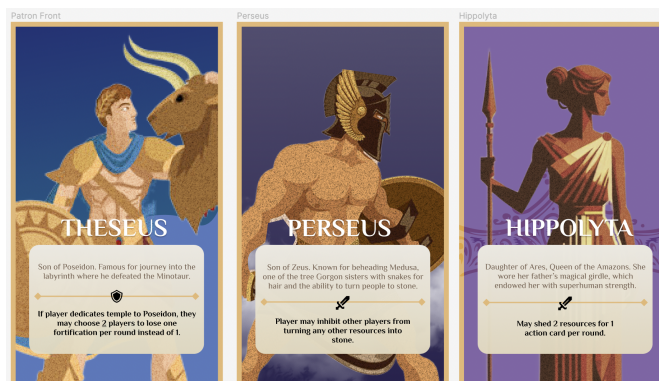 Patron Front
Perseus
Hippolyta
THESEUS
Son of Poseidon. Famous for journey into the
labyrinth where he defeated the Minotaur.
If player dedicates temple to Poseidon, they
may choose 2 players to lose one
fortification per round instead of 1.
PERSEUS
Son of Zeus. Known for beheading Medusa,
one of the tree Gorgon sisters with snakes for
hair and the ability to turn people to stone.
Player may inhibit other players from
turning any other resources into
stone.
HIPPOLYTA
Daughter of Ares, Queen of the Amazons. She
wore her father's magical girdle, which
endowed her with superhuman strength.
May shed 2 resources for 1
action card per round.